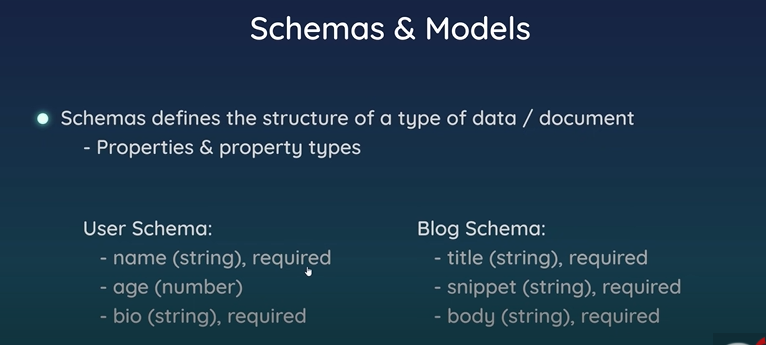 Schemas & Models
Schemas defines the structure of a type of data / document
- Properties & property types
User Schema:
- name (string), required
- age (number)
- bio (string), required
Blog Schema:
- title (string), required
- snippet (string), required
- body (string), required